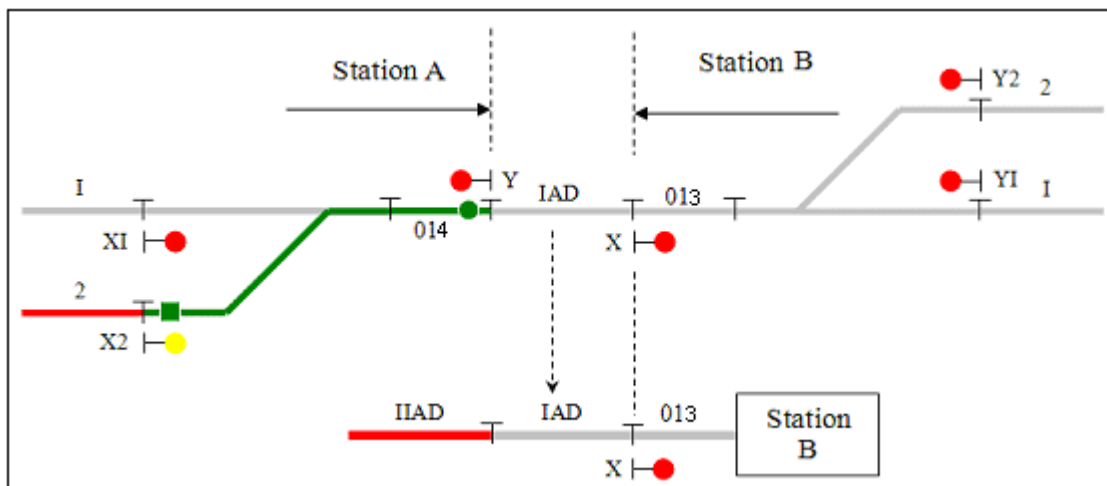 Station A
Station B
Y2
2
I
Y
IAD
013
YI
I
014
XI
X
2
X2
IIAD
IAD
013
Station
B
X